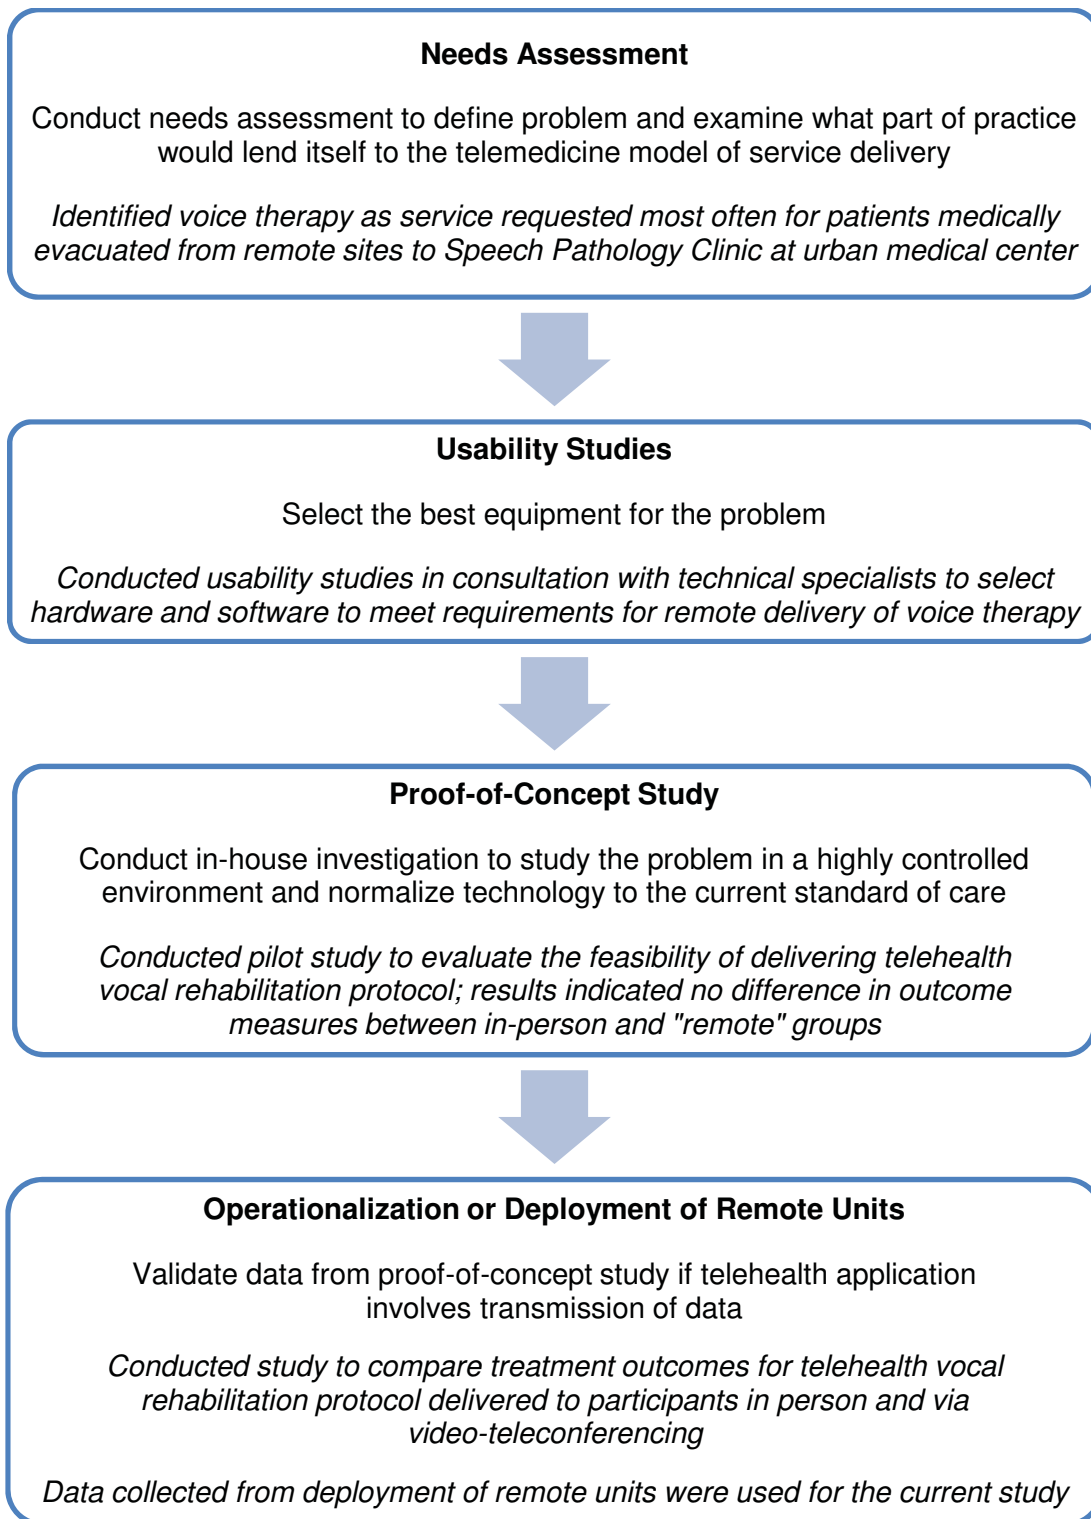 Needs Assessment
Conduct needs assessment to define problem and examine what part of practice
would lend itself to the telemedicine model of service delivery
Identified voice therapy as service requested most often for patients medically
evacuated from remote sites to Speech Pathology Clinic at urban medical center
Usability Studies
Select the best equipment for the problem
Conducted usability studies in consultation with technical specialists to select
hardware and software to meet requirements for remote delivery of voice therapy
Proof-of-Concept Study
Conduct in-house investigation to study the problem in a highly controlled
environment and normalize technology to the current standard of care
Conducted pilot study to evaluate the feasibility of delivering telehealth
vocal rehabilitation protocol; results indicated no difference in outcome
measures between in-person and "remote" groups
Operationalization or Deployment of Remote Units
Validate data from proof-of-concept study if telehealth application
involves transmission of data
Conducted study to compare treatment outcomes for telehealth vocal
rehabilitation protocol delivered to participants in person and via
video-teleconferencing
Data collected from deployment of remote units were used for the current study